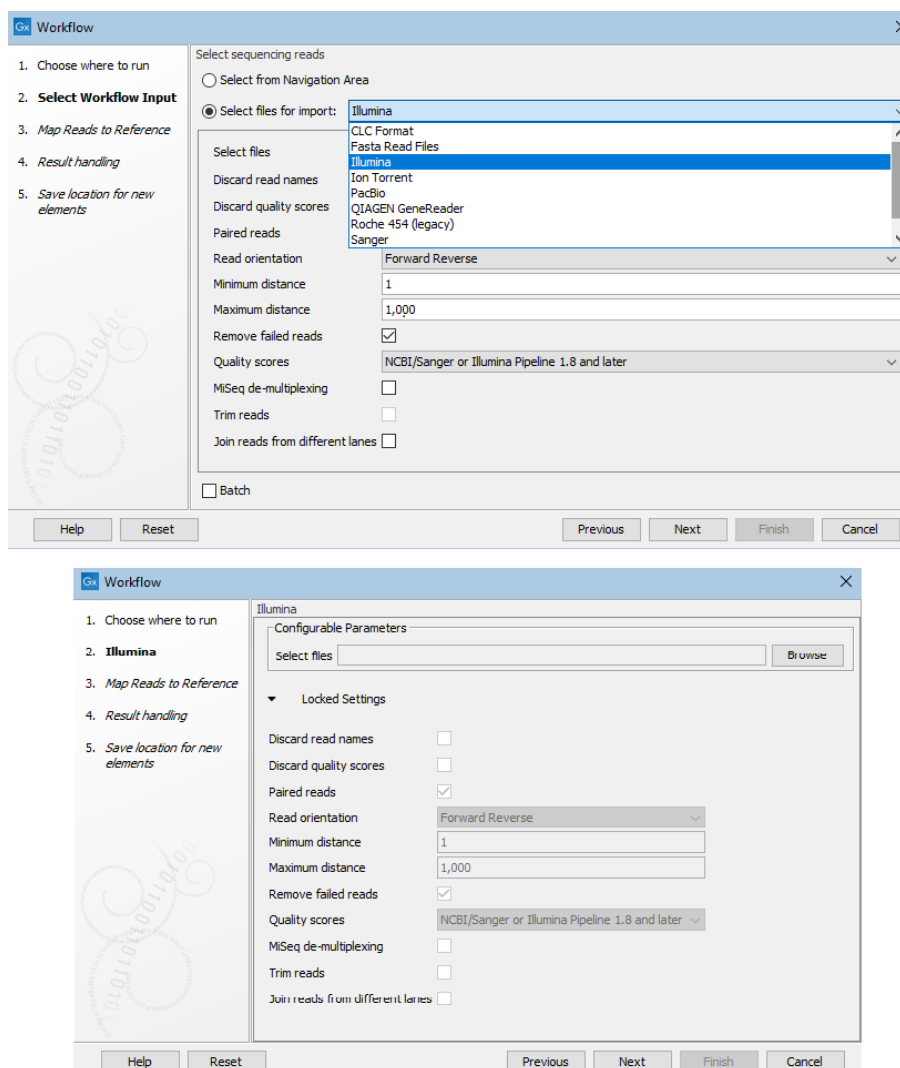 Gx Workflow
1. Choose where to run
2. Select Workflow Input
3. Map Reads to Reference
4. Result handling
5. Save location for new
elements
Select sequencing reads
Select from Navigation Area
Select files for import: Illumina
CLC Format
Fasta Read Files
Illumina
Ion Torrent
PacBio
QIAGEN GeneReader
Roche 454 (legacy)
Sanger
Select files
Discard read names
Discard quality scores
Paired reads
Read orientation Forward Reverse
Minimum distance 1
Maximum distance 1,000
Remove failed reads
Quality scores NCBI/Sanger or Illumina Pipeline 1.8 and later
MiSeq de-multiplexing
Trim reads
Join reads from different lanes
Batch
Help Reset Previous Next Finish Cancel
Gx Workflow
1. Choose where to run
2. Illumina
3. Map Reads to Reference
4. Result handling
5. Save location for new
elements
Illumina
Configurable Parameters
Select files Browse
Locked Settings
Discard read names
Discard quality scores
Paired reads
Read orientation Forward Reverse
Minimum distance 1
Maximum distance 1,000
Remove failed reads
Quality scores NCBI/Sanger or Illumina Pipeline 1.8 and later
MiSeq de-multiplexing
Trim reads
Join reads from different lanes
Help Reset Previous Next Finish Cancel